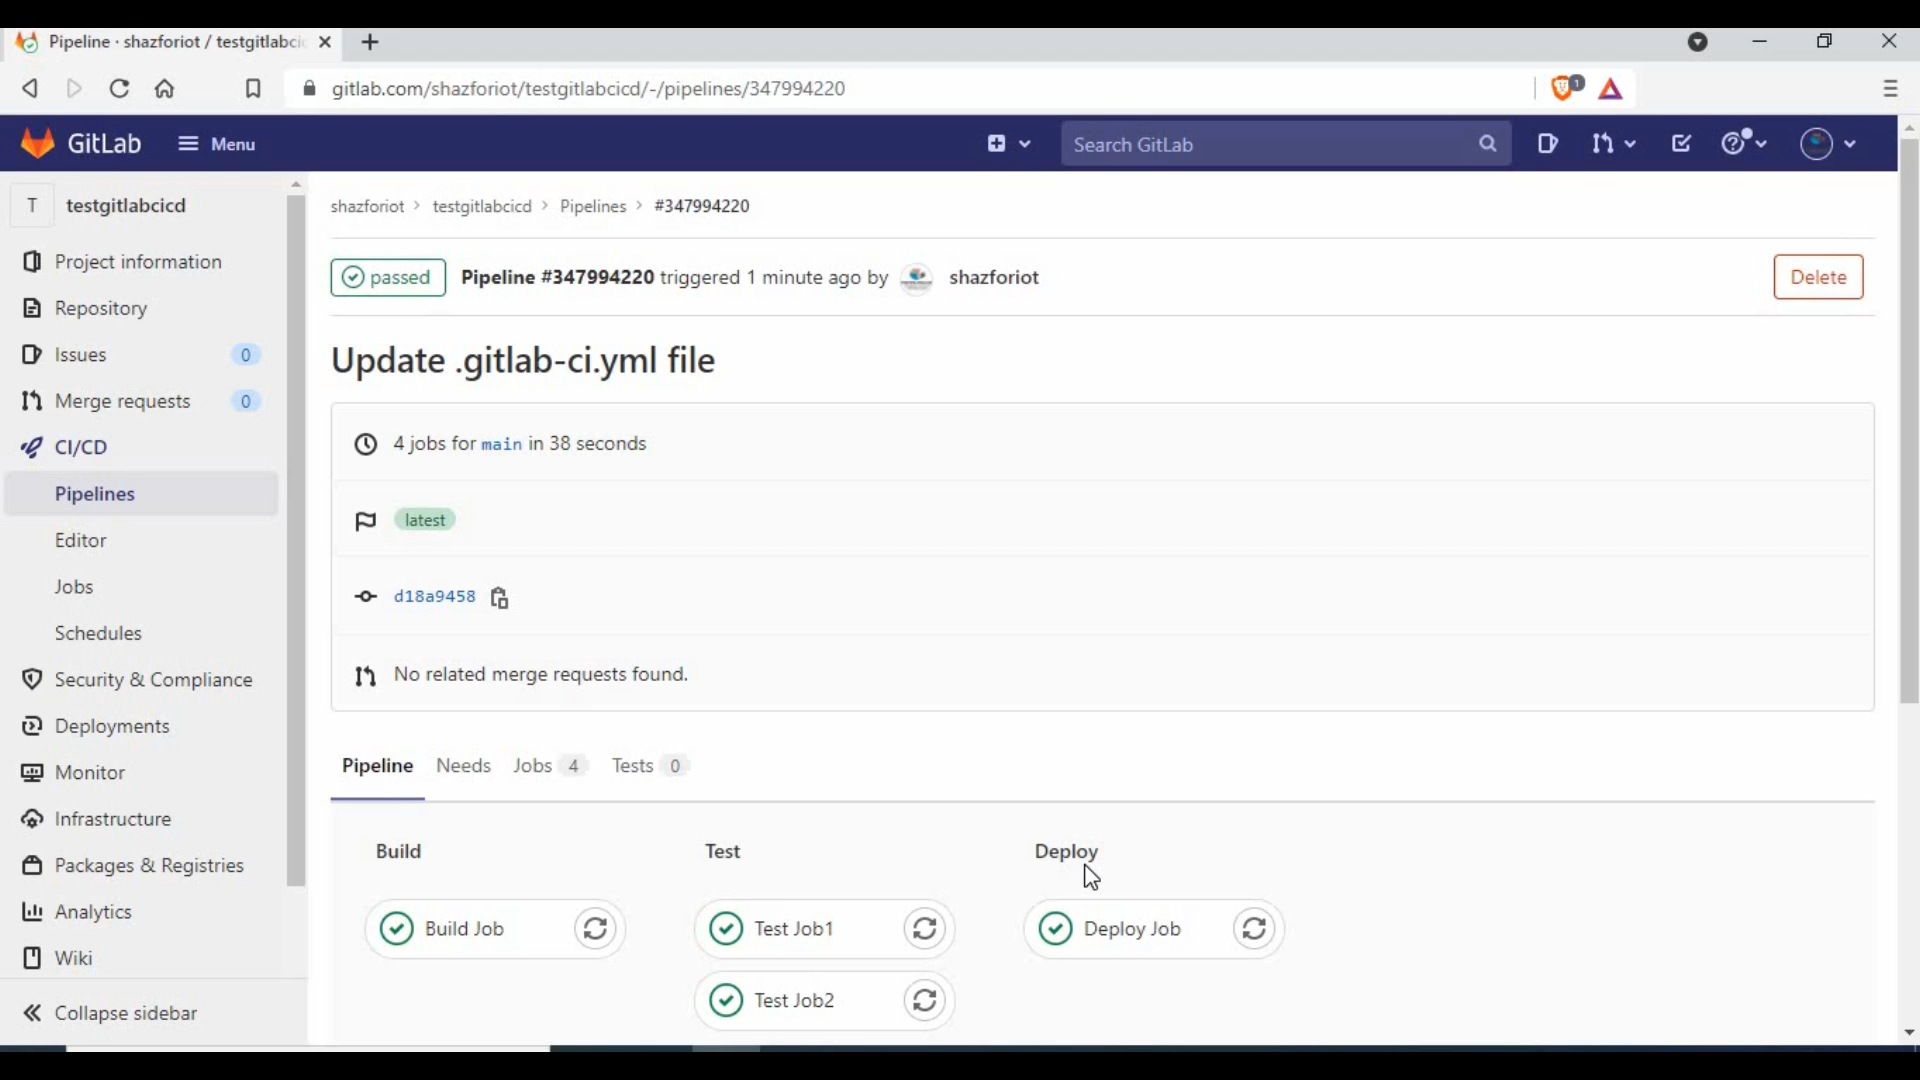 Pipeline · shazforiot / testgitlabci
gitlab.com/shazforiot/testgitlabcicd/-/pipelines/347994220
1
GitLab
Menu
Search GitLab
T
testgitlabcicd
Project information
Repository
Issues 0
Merge requests 0
CI/CD
Pipelines
Editor
Jobs
Schedules
Security & Compliance
Deployments
Monitor
Infrastructure
Packages & Registries
Analytics
Wiki
Collapse sidebar
shazforiot > testgitlabcicd > Pipelines > #347994220
passed Pipeline #347994220 triggered 1 minute ago by shazforiot
Delete
Update .gitlab-ci.yml file
4 jobs for main in 38 seconds
latest
d18a9458
No related merge requests found.
Pipeline Needs Jobs 4 Tests 0
Build Test Deploy
Build Job Test Job1 Deploy Job
Test Job2